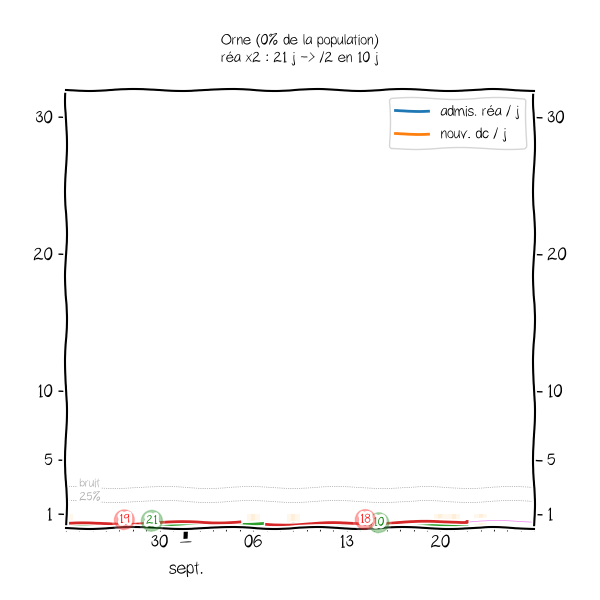 Orne (0% de la population)
réa x2 : 21 j -> /2 en 10 j
admis. réa / j
nouv. dc / j
30 30
20 20
10 10
5 5
bruit
25%
1 1
19 21 18 10
30 1 06 13 20
sept.